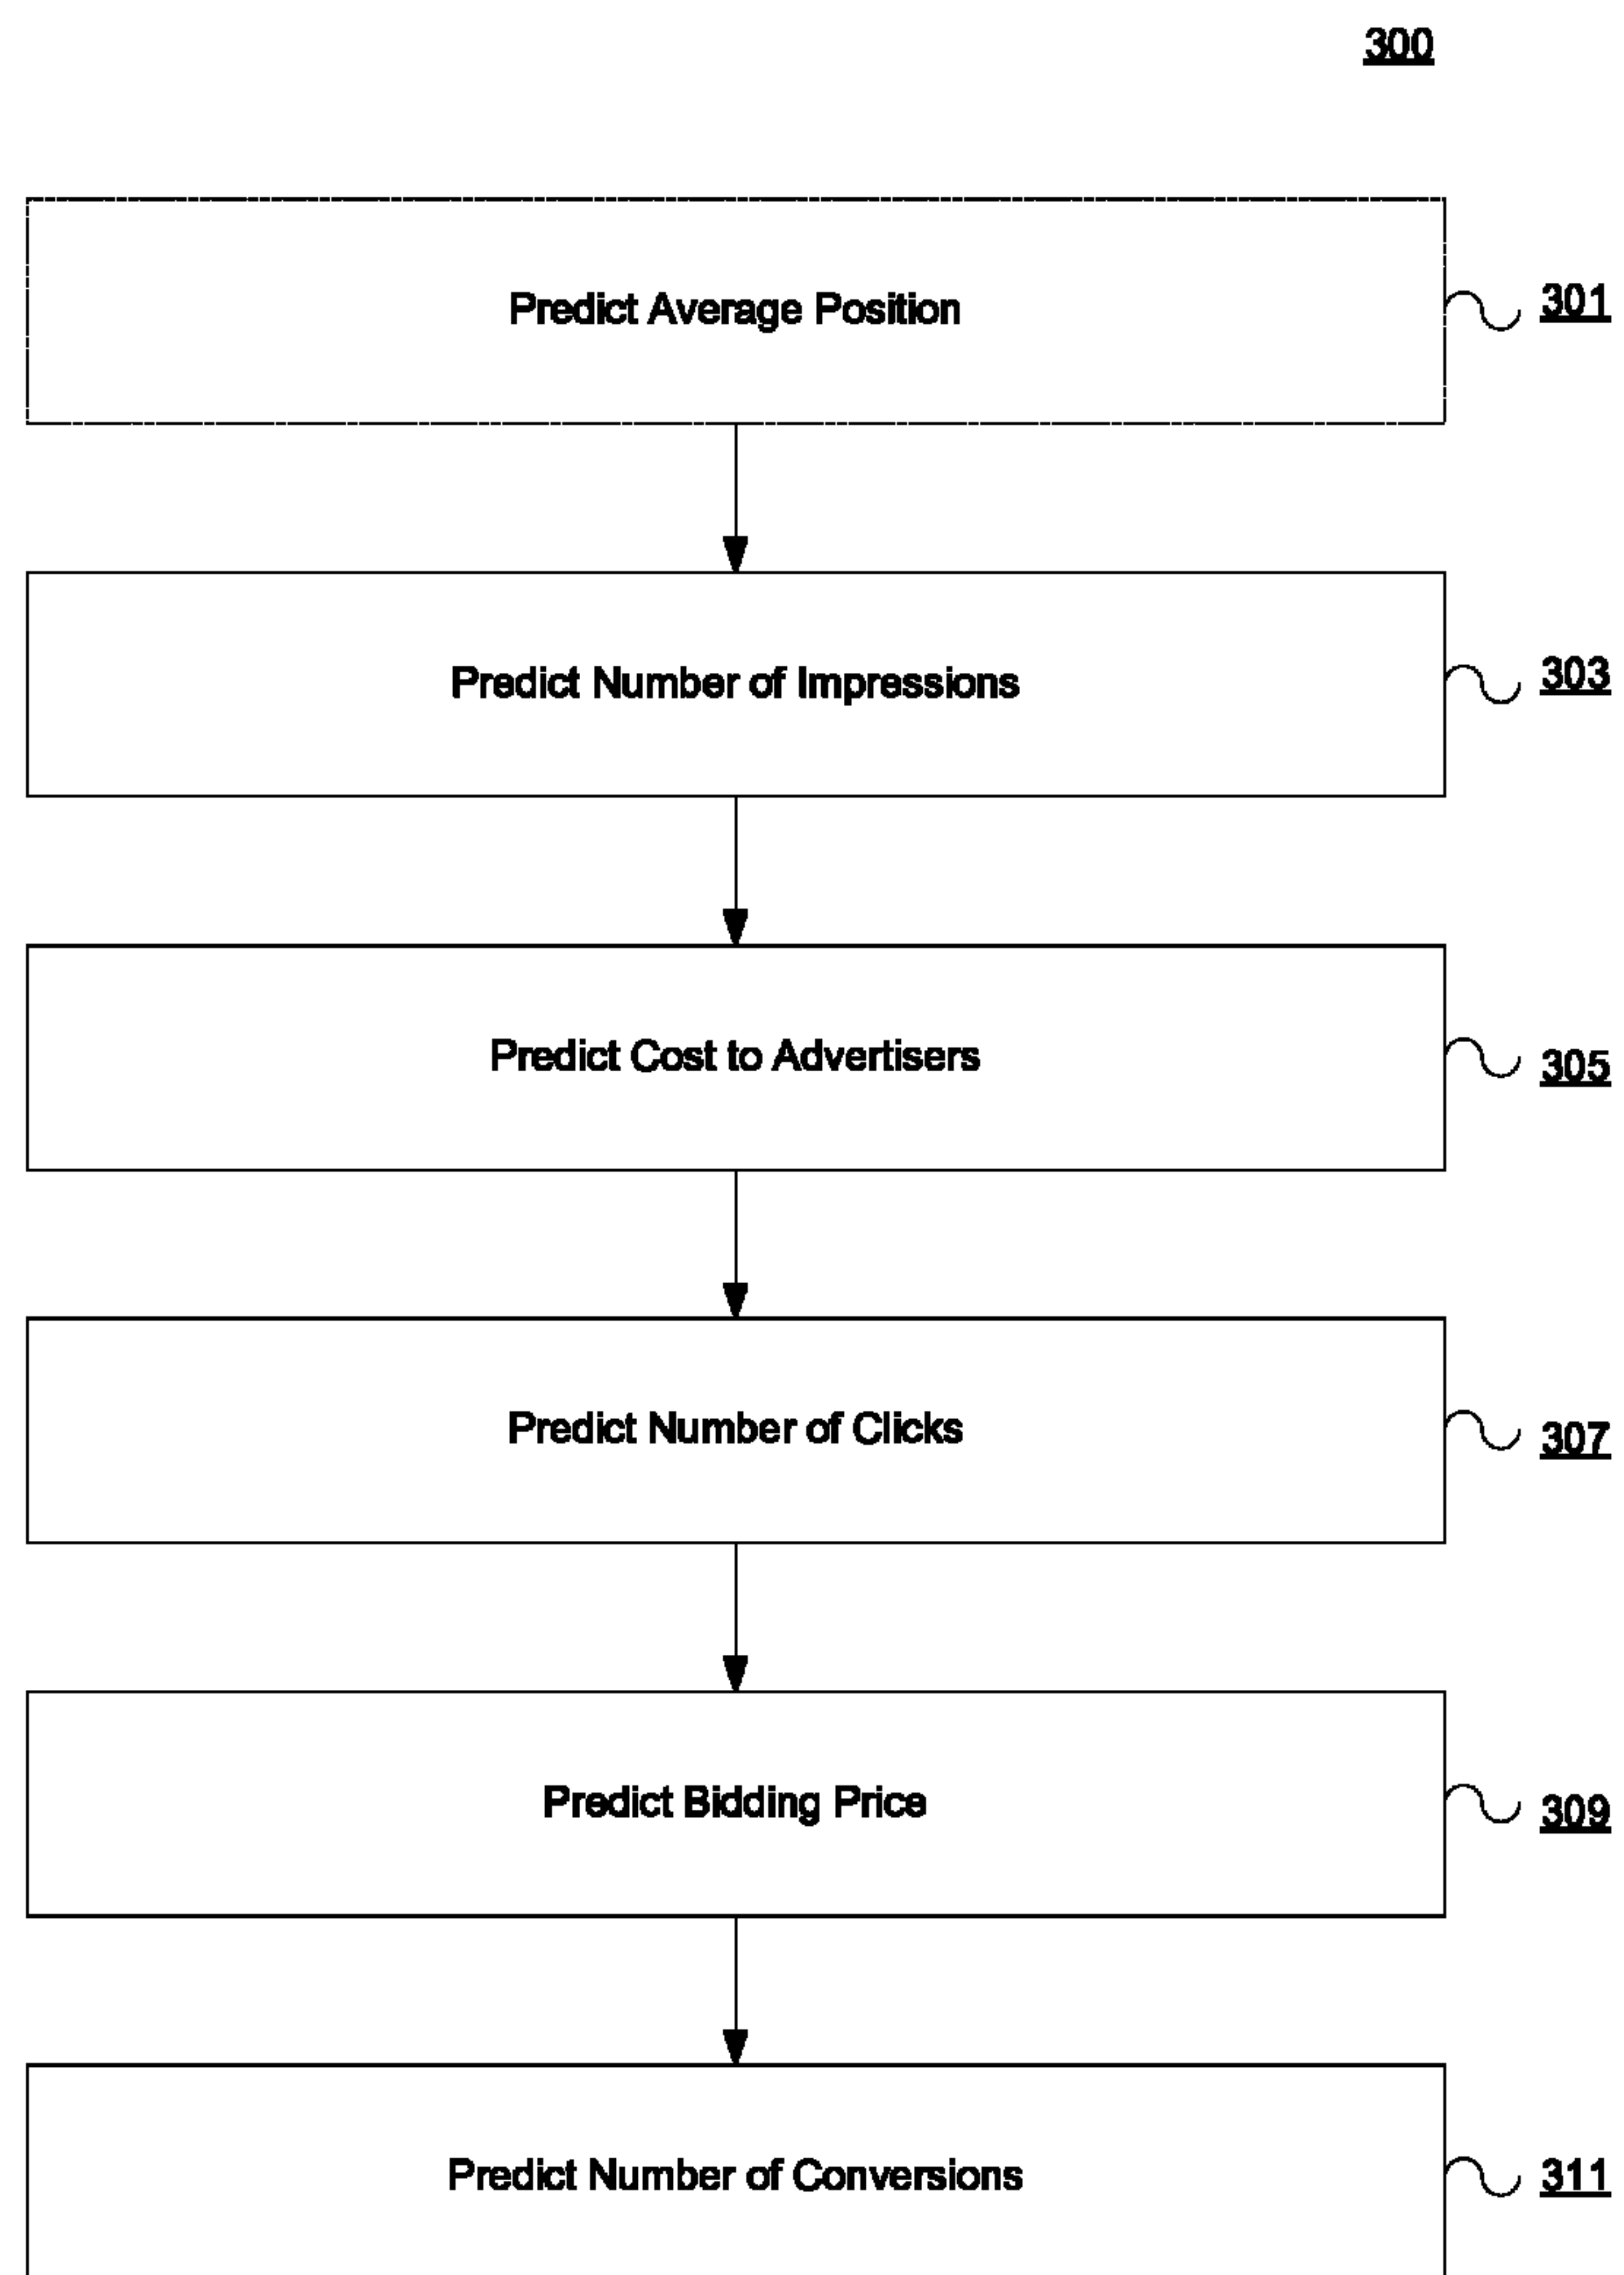 300
Predict Average Position
301
Predict Number of Impressions
303
Predict Cost to Advertisers
305
Predict Number of Clicks
307
Predict Bidding Price
309
Predict Number of Conversions
311